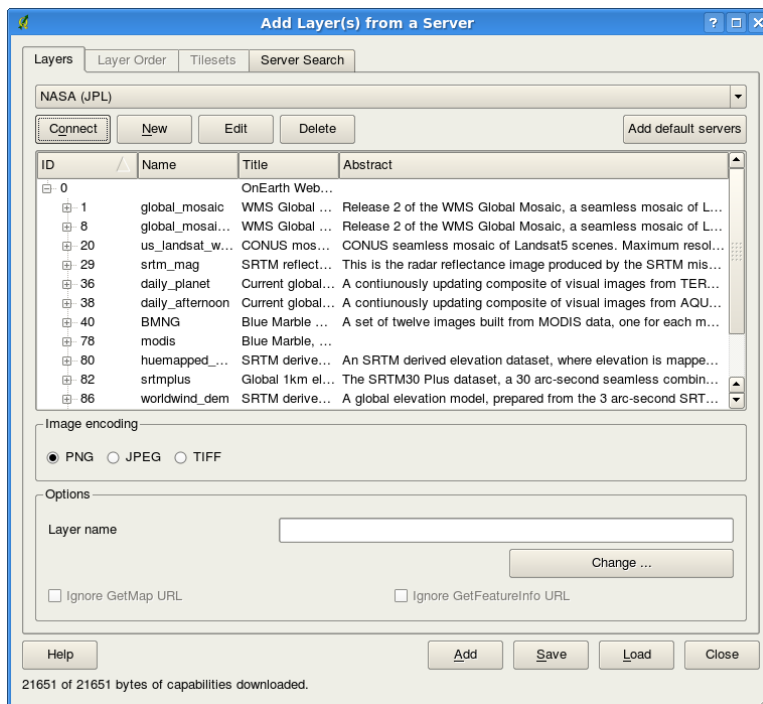 Add Layer(s) from a Server
Layers Layer Order Tilesets Server Search
NASA (JPL)
Connect New Edit Delete Add default servers
ID Name Title Abstract
0 OnEarth Web...
1 global_mosaic WMS Global ... Release 2 of the WMS Global Mosaic, a seamless mosaic of L...
8 global_mosai... WMS Global ... Release 2 of the WMS Global Mosaic, a seamless mosaic of L...
20 us_landsat_w... CONUS mos... CONUS seamless mosaic of Landsat5 scenes. Maximum resol...
29 srtm_mag SRTM reflect... This is the radar reflectance image produced by the SRTM mis...
36 daily_planet Current global... A contiunously updating composite of visual images from TER...
38 daily_afternoon Current global... A contiunously updating composite of visual images from AQU...
40 BMNG Blue Marble ... A set of twelve images built from MODIS data, one for each m...
78 modis Blue Marble, ...
80 huemapped_... SRTM derive... An SRTM derived elevation dataset, where elevation is mappe...
82 srtmplus Global 1km el... The SRTM30 Plus dataset, a 30 arc-second seamless combin...
86 worldwind_dem SRTM derive... A global elevation model, prepared from the 3 arc-second SRT...
Image encoding
PNG JPEG TIFF
Options
Layer name
Change ...
Ignore GetMap URL Ignore GetFeatureInfo URL
Help Add Save Load Close
21651 of 21651 bytes of capabilities downloaded.